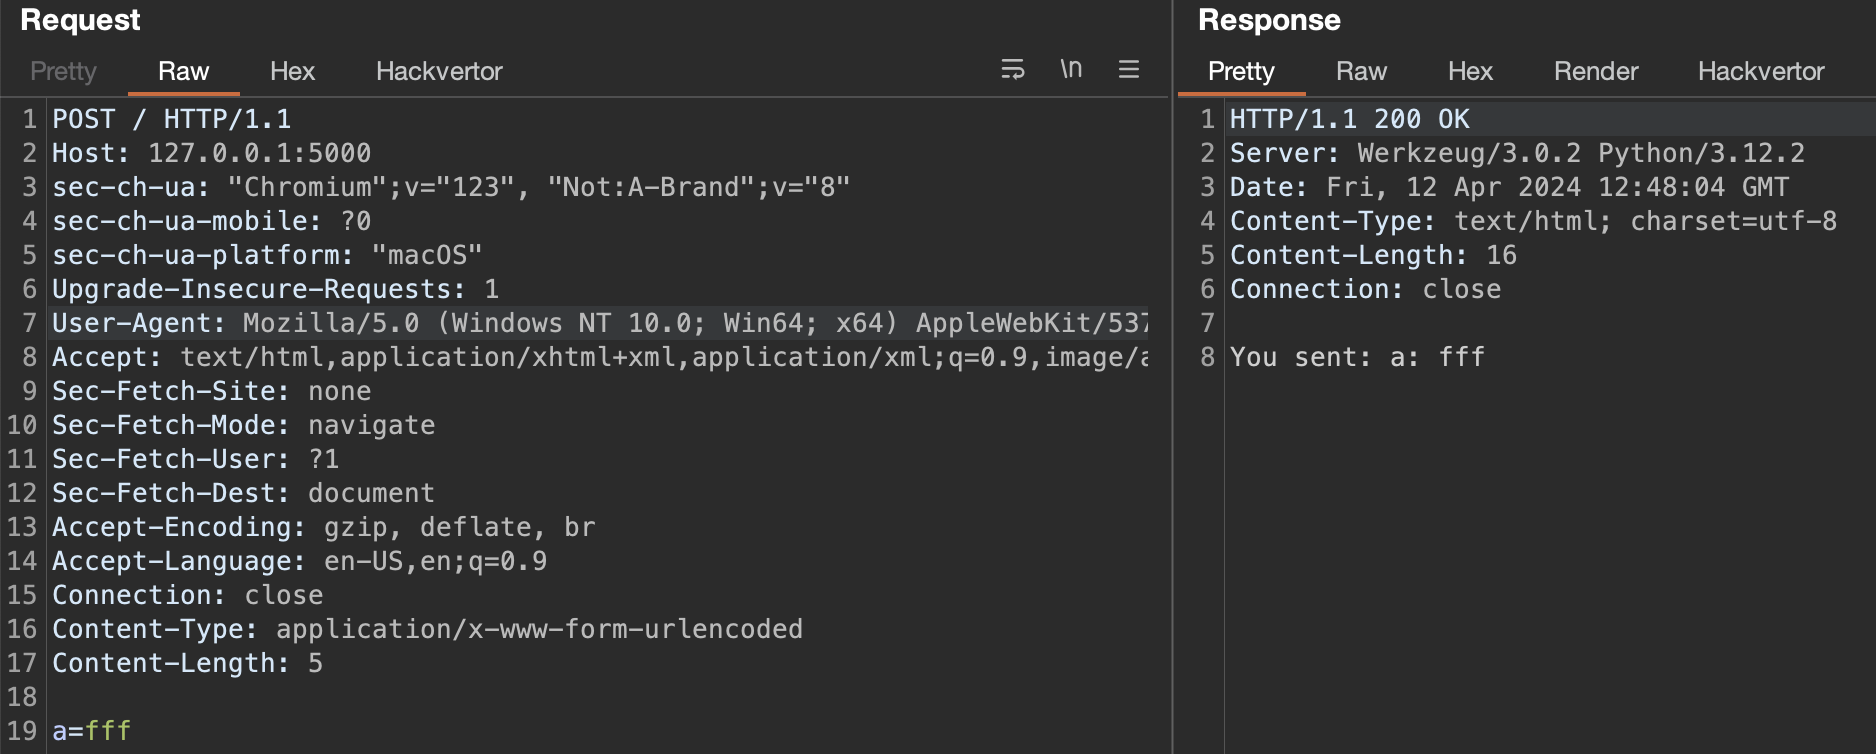 Request
Pretty Raw Hex Hackvertor \n
1 POST / HTTP/1.1
2 Host: 127.0.0.1:5000
3 sec-ch-ua: "Chromium";v="123", "Not:A-Brand";v="8"
4 sec-ch-ua-mobile: ?0
5 sec-ch-ua-platform: "macOS"
6 Upgrade-Insecure-Requests: 1
7 User-Agent: Mozilla/5.0 (Windows NT 10.0; Win64; x64) AppleWebKit/537
8 Accept: text/html,application/xhtml+xml,application/xml;q=0.9,image/a
9 Sec-Fetch-Site: none
10 Sec-Fetch-Mode: navigate
11 Sec-Fetch-User: ?1
12 Sec-Fetch-Dest: document
13 Accept-Encoding: gzip, deflate, br
14 Accept-Language: en-US,en;q=0.9
15 Connection: close
16 Content-Type: application/x-www-form-urlencoded
17 Content-Length: 5
18
19 a=fff
Response
Pretty Raw Hex Render Hackvertor
1 HTTP/1.1 200 OK
2 Server: Werkzeug/3.0.2 Python/3.12.2
3 Date: Fri, 12 Apr 2024 12:48:04 GMT
4 Content-Type: text/html; charset=utf-8
5 Content-Length: 16
6 Connection: close
7
8 You sent: a: fff